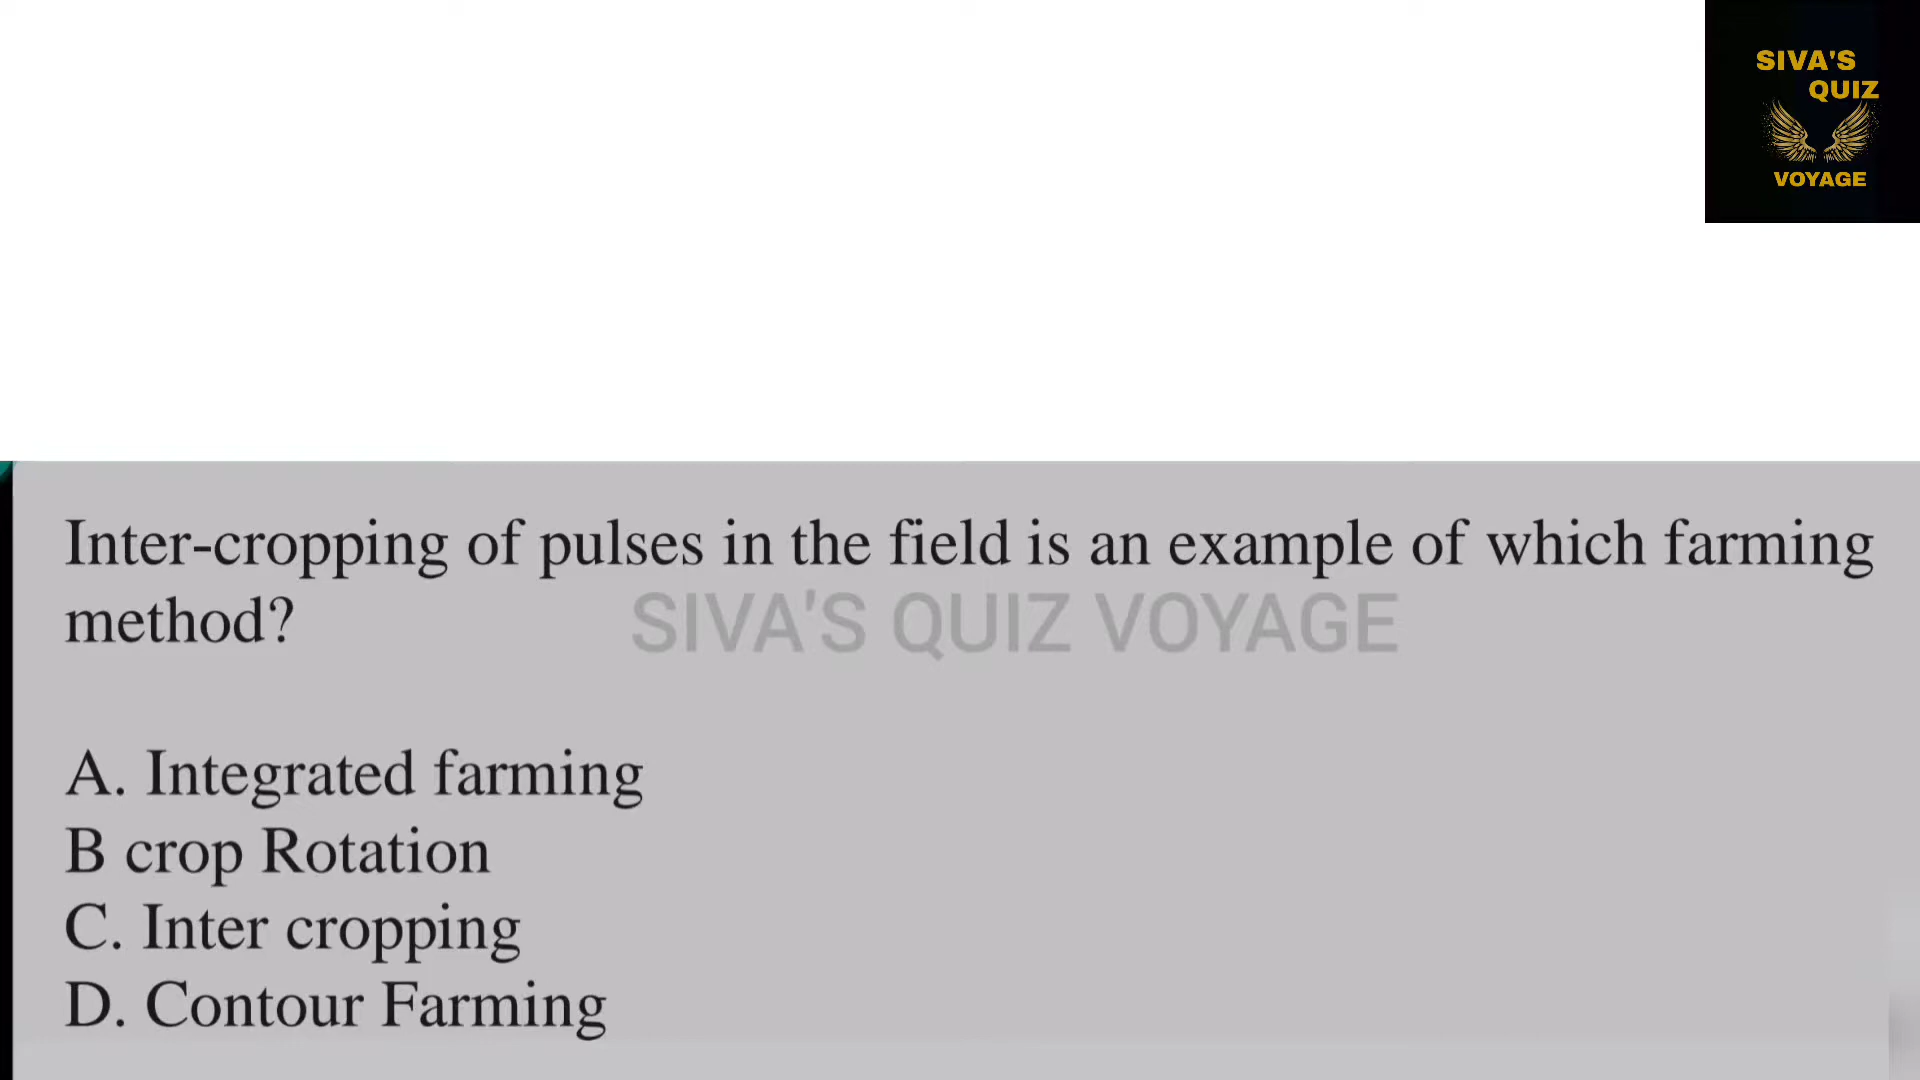 SIVA'S
QUIZ
VOYAGE
Inter-cropping of pulses in the field is an example of which farming
method?
SIVA'S QUIZ VOYAGE
A. Integrated farming
B crop Rotation
C. Inter cropping
D. Contour Farming